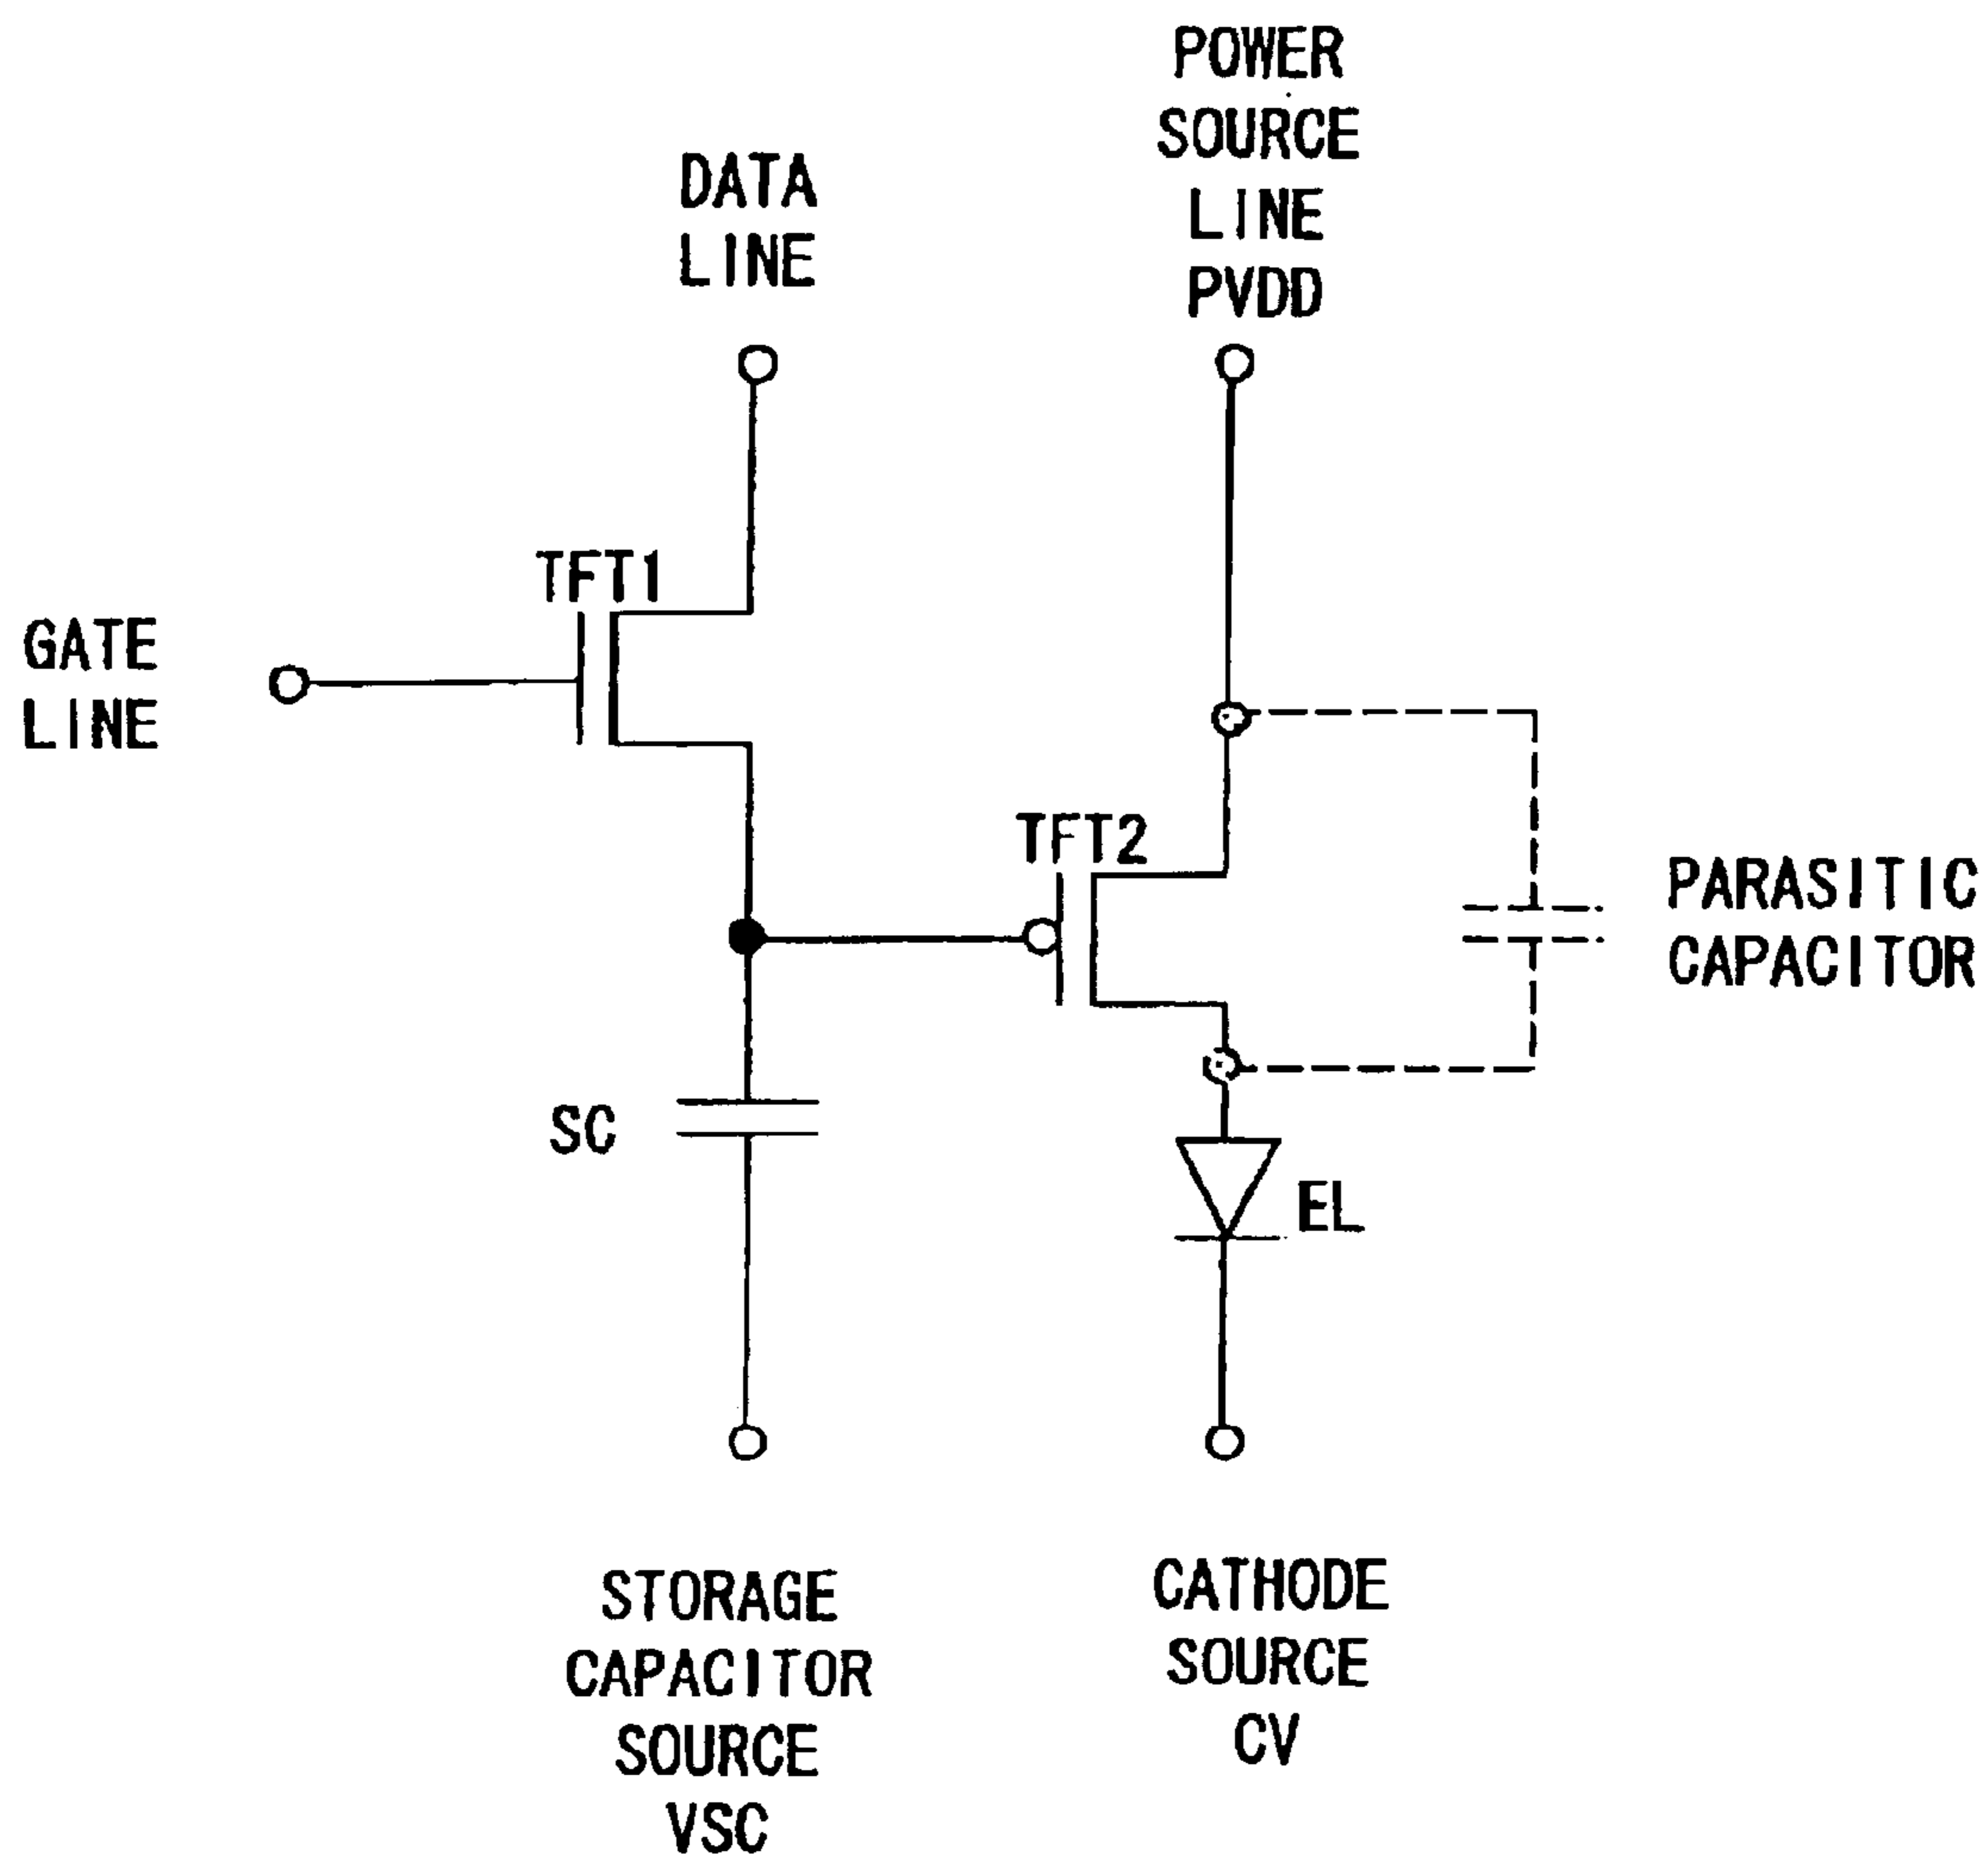 POWER
SOURCE
LINE
PVDD
DATA
LINE
TFT1
GATE
LINE
TFT2
PARASITIC
CAPACITOR
SC
EL
STORAGE
CAPACITOR
SOURCE
VSC
CATHODE
SOURCE
CV